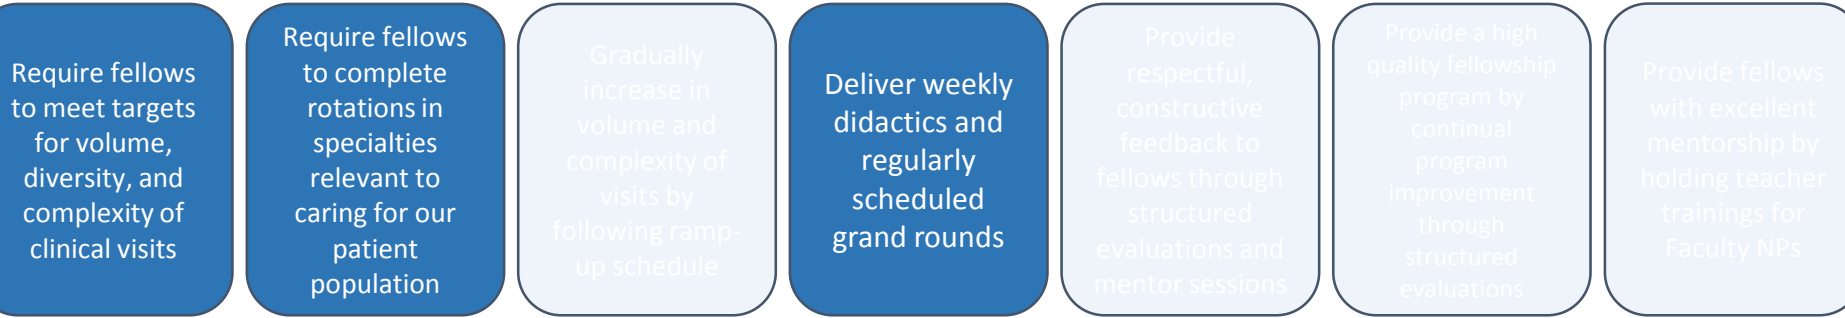 Require fellows
to meet targets
for volume,
diversity, and
complexity of
clinical visits
Require fellows
to complete
rotations in
specialties
relevant to
caring for our
patient
population
Gradually
increase in
volume and
complexity of
visits by
following ramp-
up schedule
Deliver weekly
didactics and
regularly
scheduled
grand rounds
Provide
respectful,
constructive
feedback to
fellows through
structured
evaluations and
mentor sessions
Provide a high
quality fellowship
program by
continual
program
improvement
through
structured
evaluations
Provide fellows
with excellent
mentorship by
holding teacher
trainings for
Faculty NPs